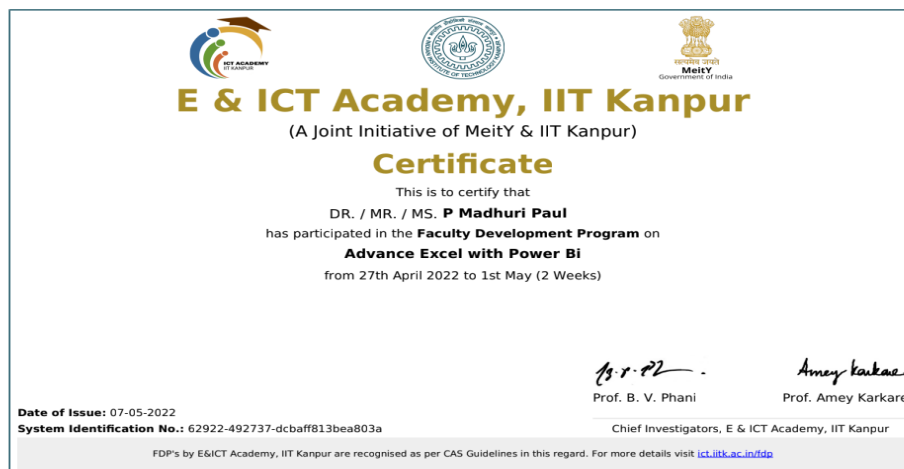 ICT ACADEMY
IIT KANPUR
सत्यमेव जयते
MeitY
Government of India
E & ICT Academy, IIT Kanpur
(A Joint Initiative of MeitY & IIT Kanpur)
Certificate
This is to certify that
DR. / MR. / MS. P Madhuri Paul
has participated in the Faculty Development Program on
Advance Excel with Power Bi
from 27th April 2022 to 1st May (2 Weeks)
Amey Karkare
Prof. B. V. Phani
Prof. Amey Karkare
Date of Issue: 07-05-2022
System Identification No.: 62922-492737-dcbaff813bea803a
Chief Investigators, E & ICT Academy, IIT Kanpur
FDP's by E&ICT Academy, IIT Kanpur are recognised as per CAS Guidelines in this regard. For more details visit ict.iitk.ac.in/fdp